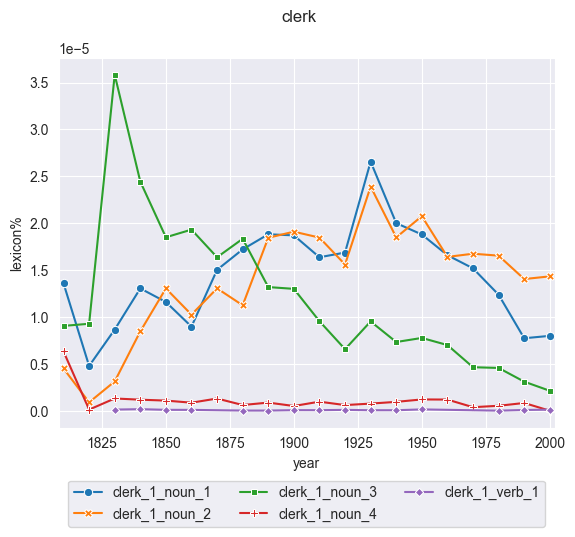 clerk
1e−5
3.5
3.0
2.5
2.0
1.5
1.0
0.5
0.0
lexicon%
1825 1850 1875 1900 1925 1950 1975 2000
year
clerk_1_noun_1 clerk_1_noun_3 clerk_1_verb_1
clerk_1_noun_2 clerk_1_noun_4